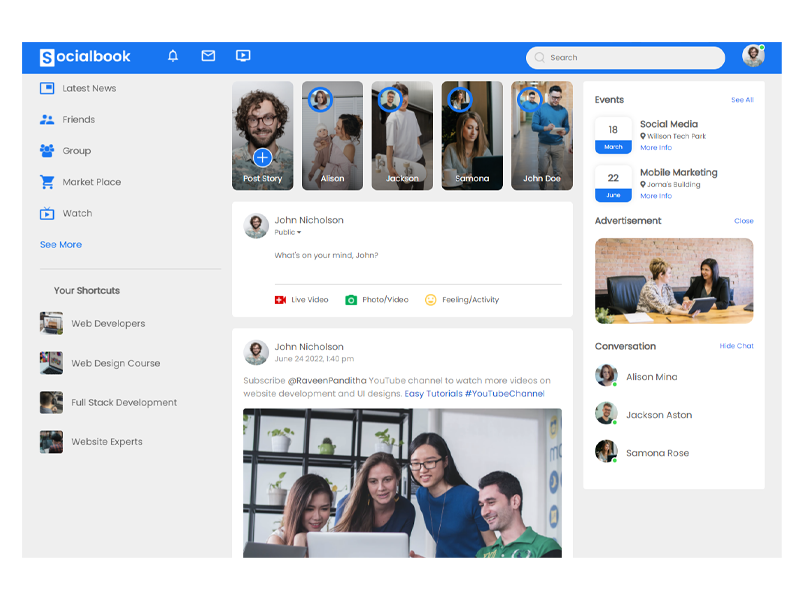 Socialbook
Search
Latest News
Friends
Group
Market Place
Watch
See More
Your Shortcuts
Web Developers
Web Design Course
Full Stack Development
Website Experts
Post Story
Alison
Jackson
Samona
John Doe
John Nicholson
Public
What's on your mind, John?
Live Video
Photo/Video
Feeling/Activity
John Nicholson
June 24 2022, 1:40 pm
Subscribe @RaveenPanditha YouTube channel to watch more videos on
website development and UI designs. Easy Tutorials #YouTubeChannel
Events
See All
18
March
Social Media
Willson Tech Park
More Info
22
June
Mobile Marketing
Jorna's Building
More Info
Advertisement
Close
Conversation
Hide Chat
Alison Mina
Jackson Aston
Samona Rose